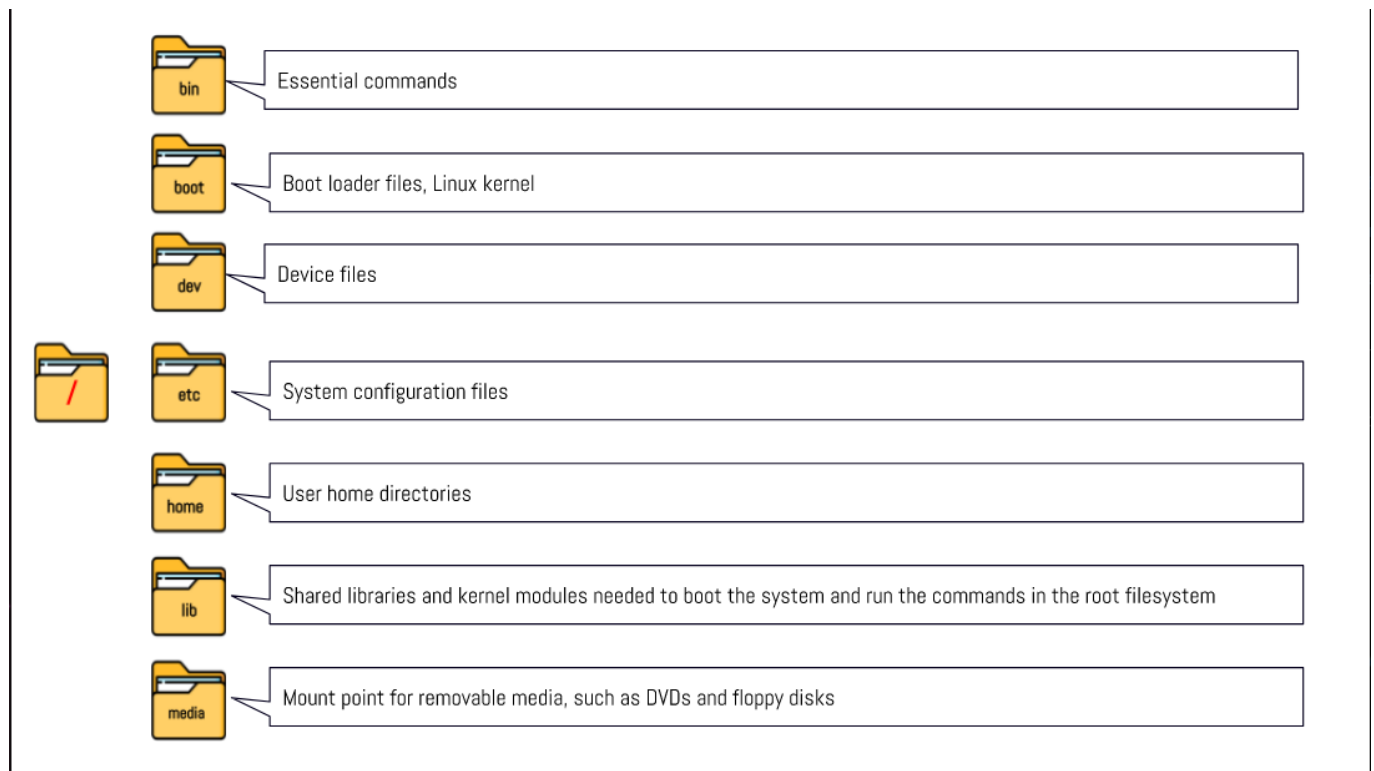 bin
Essential commands
boot
Boot loader files, Linux kernel
dev
Device files
/
etc
System configuration files
home
User home directories
lib
Shared libraries and kernel modules needed to boot the system and run the commands in the root filesystem
media
Mount point for removable media, such as DVDs and floppy disks